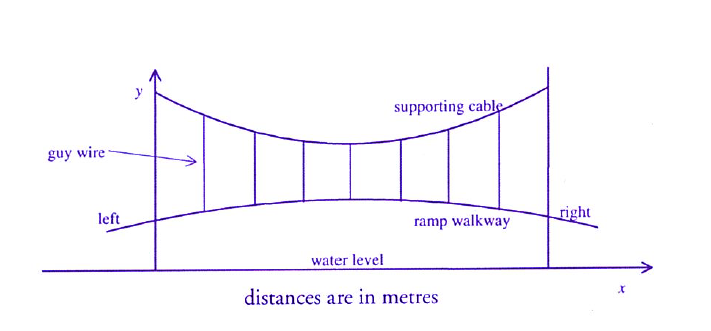 y
supporting cable
guy wire
left
right
ramp walkway
water level
x
distances are in metres